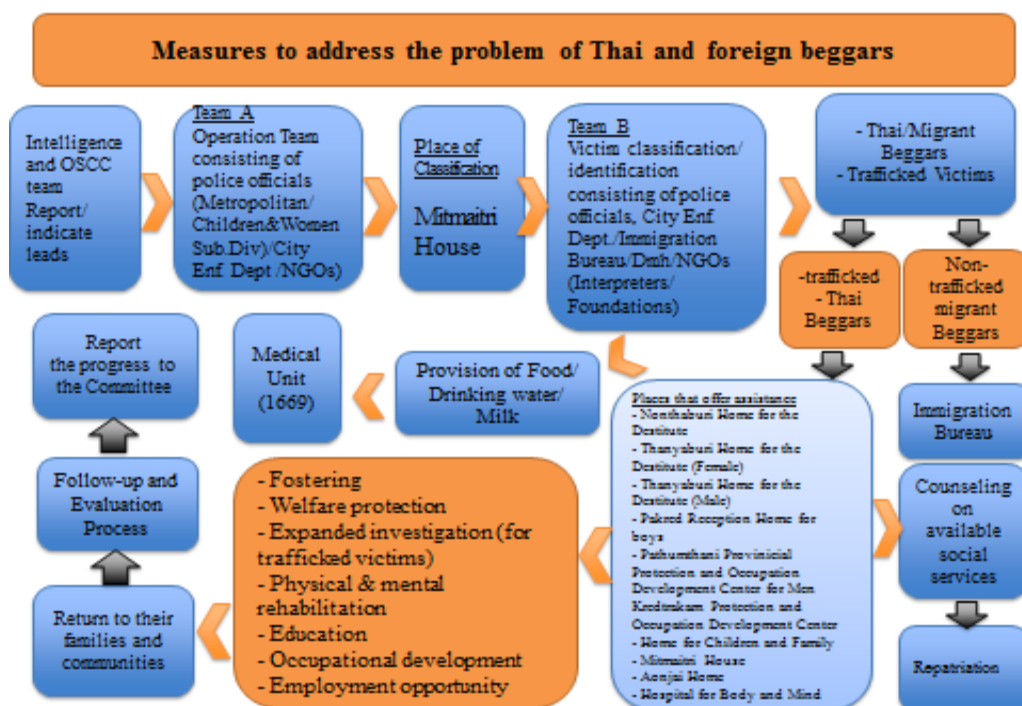 Measures to address the problem of Thai and foreign beggars
Intelligence
and OSCC
team
Report/
indicate
leads
Team A
Operation Team
consisting of
police officials
(Metropolitan/
Children&Women
Sub.Div)/City
Enf. Dept /NGOs)
Place of
Classification
Mitmaitri
House
Team B
Victim classification/
identification
consisting of police
officials, City Enf
Dept./Immigration
Bureau/Dmh/NGOs
(Interpreters/
Foundations)
- Thai/Migrant
Beggars
- Trafficked Victims
-trafficked
- Thai
Beggars
Non-
trafficked
migrant
Beggars
Report
the progress to
the Committee
Medical
Unit
(1669)
Provision of Food/
Drinking water/
Milk
Places that offer assistance
- Nonthaburi Home for the
Destitute
- Thanyaburi Home for the
Destitute (Female)
- Thanyaburi Home for the
Destitute (Male)
- Pakred Reception Home for
boys
- Pathumthani Provinicial
Protection and Occupation
Development Center for Men
Kredtrakarn Protection and
Occupation Development Center
- Home for Children and Family
- Mitmaitri House
- Aonjai Home
- Hospital for Body and Mind
Immigration
Bureau
Counseling
on
available
social
services
Repatriation
- Fostering
- Welfare protection
- Expanded investigation (for
trafficked victims)
- Physical & mental
rehabilitation
- Education
- Occupational development
- Employment opportunity
Follow-up and
Evaluation
Process
Return to their
families and
communities